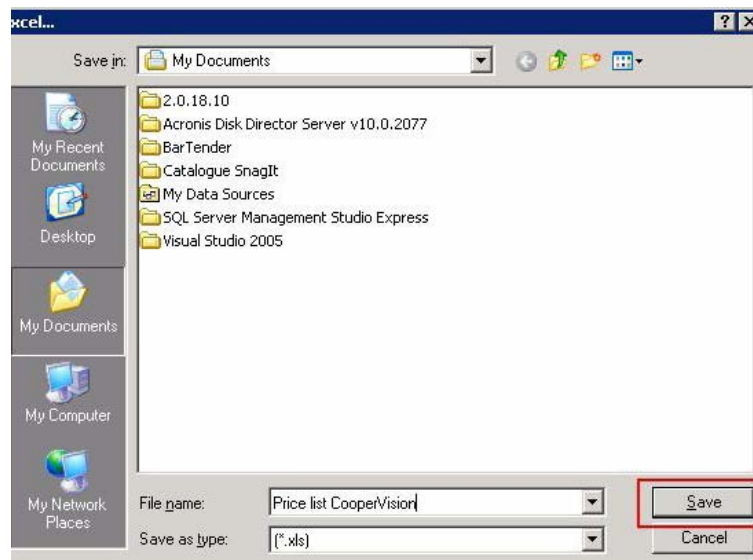 xcel...
Save in: My Documents
2.0.18.10
Acronis Disk Director Server v10.0.2077
BarTender
Catalogue SnagIt
My Data Sources
SQL Server Management Studio Express
Visual Studio 2005
My Recent
Documents
Desktop
My Documents
My Computer
My Network
Places
File name: Price list CooperVision Save
Save as type: (*.xls) Cancel